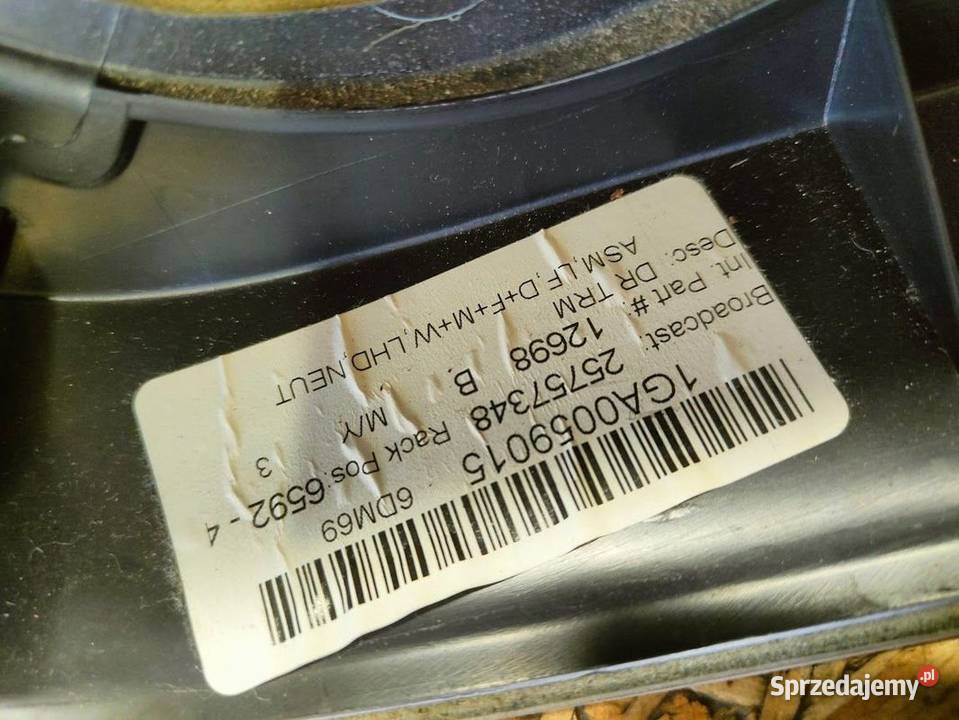 1GA0059015 6DM69
Broadcast: 25757348 Rack Pos: 6592 - 4
Int. Part #: 12698 B M/Y 3
Desc: DR TRM
ASM,LF,D+F+M+W,LHD,NEUT
Sprzedajemy.pl